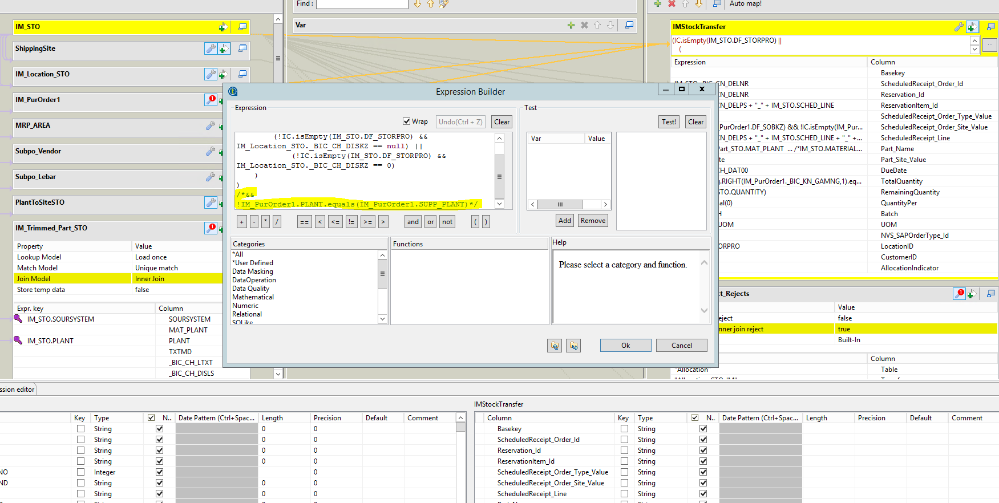 Find :
Auto map!
IM_STO
Var
IMStockTransfer
(IC.isEmpty(IM_STO.DF_STORPRO) ||
(
...
ShippingSite
IM_Location_STO
IM_PurOrder1
MRP_AREA
Subpo_Vendor
Subpo_Lebar
PlantToSiteSTO
IM_Trimmed_Part_STO
Property Value
Lookup Model Load once
Match Model Unique match
Join Model Inner Join
Store temp data false
Expr. key Column
IM_STO.SOURSYSTEM SOURSYSTEM
MAT_PLANT
IM_STO.PLANT PLANT
TXTMD
_BIC_CH_LTXT
_BIC_CH_DISLS
Expression Builder
Expression
Wrap Undo(Ctrl + Z) Clear
(!IC.isEmpty(IM_STO.DF_STORPRO) &&
IM_Location_STO._BIC_CH_DISKZ == null) ||
(!IC.isEmpty(IM_STO.DF_STORPRO) &&
IM_Location_STO._BIC_CH_DISKZ == 0)
)
)
/*&&
!IM_PurOrder1.PLANT.equals(IM_PurOrder1.SUPP_PLANT)*/
+ - * / == < <= != >= > and or not ( )
Test
Test! Clear
Var Value
Add Remove
Categories
*All
*User Defined
Data Masking
DataOperation
Data Quality
Mathematical
Numeric
Relational
SQLike
Functions
Help
Please select a category and function.
Ok Cancel
Expression Column
Basekey
CN_DELNR ScheduledReceipt_Order_Id
CN_DELNR Reservation_Id
CN_DELPS + "_" + IM_STO.SCHED_LINE ReservationItem_Id
ScheduledReceipt_Order_Type_Value
_PurOrder1.DF_SOBKZ) && !IC.isEmpty(IM_Pur... ScheduledReceipt_Order_Site_Value
CN_DELPS + "_" + IM_STO.SCHED_LINE + "_" +... ScheduledReceipt_Line
Part_STO.MAT_PLANT ... /*IM_STO.MATERIAL... Part_Name
te Part_Site_Value
CH_DAT00 DueDate
g.RIGHT(IM_PurOrder1._BIC_KN_GAMNG,1).eq... TotalQuantity
STO.QUANTITY) RemainingQuantity
nal(0) QuantityPer
H Batch
UOM UOM
NVS_SAPOrderType_Id
ORPRO LocationID
CustomerID
AllocationIndicator
ct_Rejects
Value
eject false
nner join reject true
Built-In
Column
"Allocation" Table
ssion editor
Key Type N.. Date Pattern (Ctrl+Spac... Length Precision Default Comment
String 0 0
String 0 0
String 0 0
String 0 0
NO Integer 0
ND String 0 0
String 0 0
IMStockTransfer
Column Key Type N.. Date Pattern (Ctrl+Spac... Length Precision Default Comment
Basekey String
ScheduledReceipt_Order_Id String
Reservation_Id String
ReservationItem_Id String
ScheduledReceipt_Order_Type_Value String
ScheduledReceipt_Order_Site_Value String
ScheduledReceipt_Line String